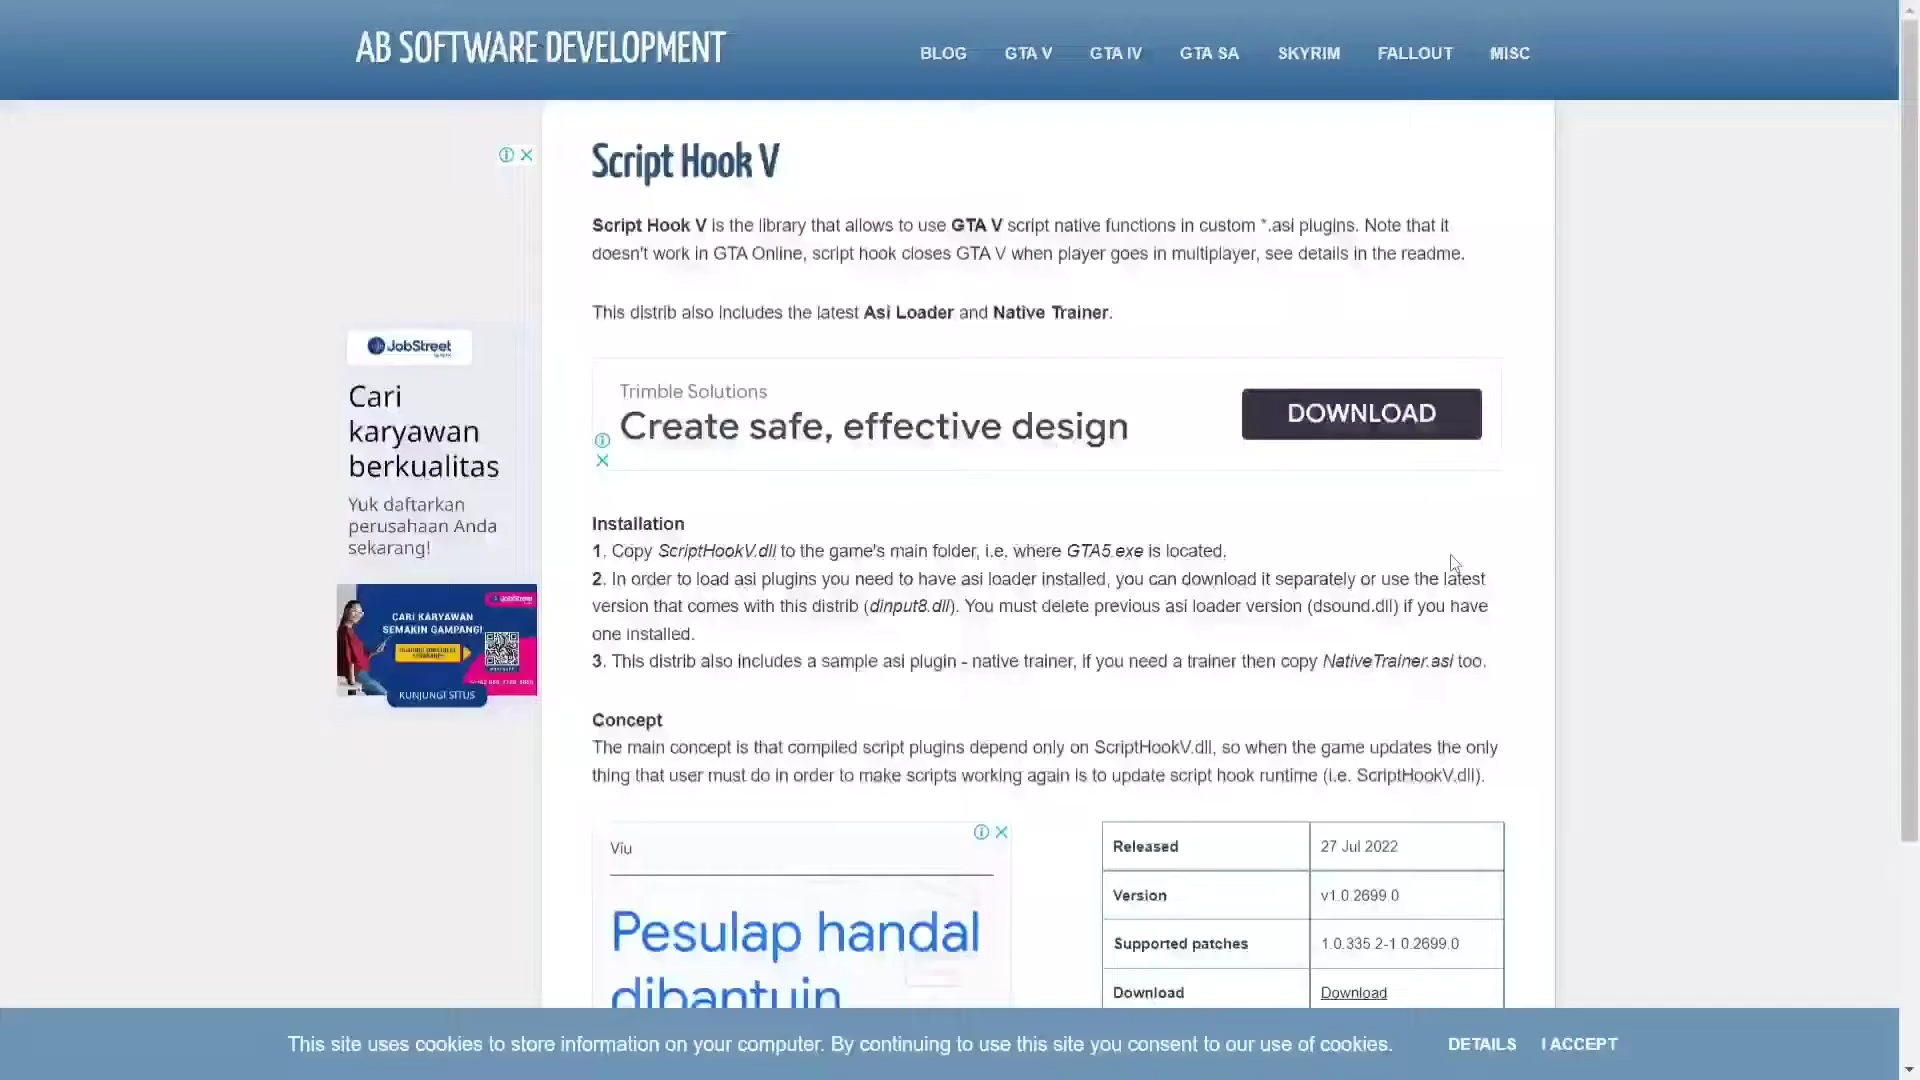 AB SOFTWARE DEVELOPMENT
BLOG GTA V GTA IV GTA SA SKYRIM FALLOUT MISC
Script Hook V
Script Hook V is the library that allows to use GTA V script native functions in custom *.asi plugins. Note that it
doesn't work in GTA Online, script hook closes GTA V when player goes in multiplayer, see details in the readme.
This distrib also includes the latest Asi Loader and Native Trainer.
JobStreet
Cari
karyawan
berkualitas
Yuk daftarkan
perusahaan Anda
sekarang!
JobStreet
CARI KARYAWAN
SEMAKIN GAMPANG!
KUNJUNGI SITUS
Trimble Solutions
Create safe, effective design
DOWNLOAD
Installation
1. Copy ScriptHookV.dll to the game's main folder, i.e. where GTA5.exe is located.
2. In order to load asi plugins you need to have asi loader installed, you can download it separately or use the latest
version that comes with this distrib (dinput8.dll). You must delete previous asi loader version (dsound.dll) if you have
one installed.
3. This distrib also includes a sample asi plugin - native trainer, if you need a trainer then copy NativeTrainer.asi too.
Concept
The main concept is that compiled script plugins depend only on ScriptHookV.dll, so when the game updates the only
thing that user must do in order to make scripts working again is to update script hook runtime (i.e. ScriptHookV.dll).
Viu
Pesulap handal
dibantuin
Released 27 Jul 2022
Version v1.0.2699.0
Supported patches 1.0.335.2-1.0.2699.0
Download Download
This site uses cookies to store information on your computer. By continuing to use this site you consent to our use of cookies. DETAILS I ACCEPT